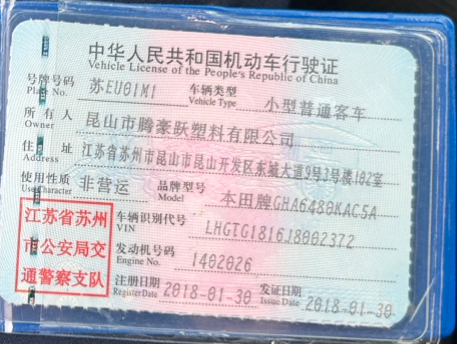 中华人民共和国机动车行驶证
Vehicle License of the People's Republic of China
号牌号码 苏EU01M1 车辆类型 小型普通客车
Plate No. Vehicle Type
所有人 昆山市腾豪跃塑料有限公司
Owner
住址 江苏省苏州市昆山市昆山开发区东城大道9号3号楼102室
Address
使用性质 非营运 品牌型号 本田牌GHA6480KAC5A
Use Character Model
江苏省苏州
市公安局交
通警察支队
车辆识别代号 LHGTG1816J8002372
VIN
发动机号码 1402026
Engine No.
注册日期 2018-01-30 发证日期 2018-01-30
Register Date Issue Date